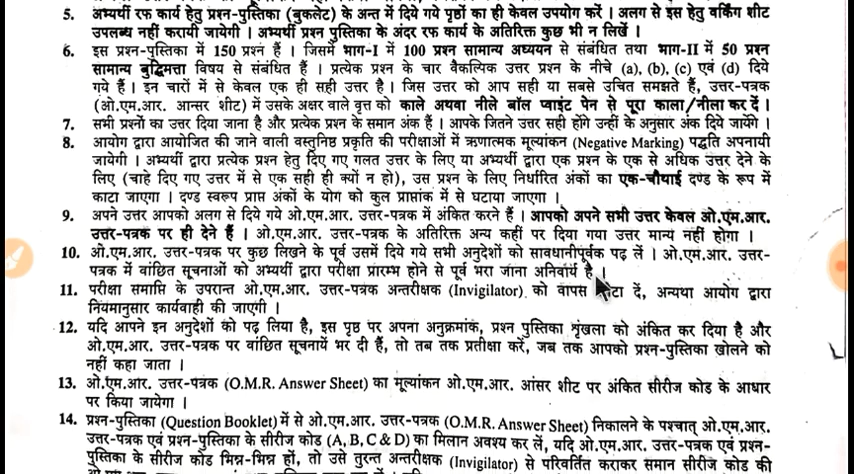 5. अभ्यर्थी रफ कार्य हेतु प्रश्न-पुस्तिका (बुकलेट) के अन्त में दिये गये पृष्ठों का ही केवल उपयोग करें । अलग से इस हेतु वर्किंग शीट
उपलब्ध नहीं करायी जायेगी । अभ्यर्थी प्रश्न पुस्तिका के अंदर रफ कार्य के अतिरिक्त कुछ भी न लिखें ।
6. इस प्रश्न-पुस्तिका में 150 प्रश्न हैं । जिसमें भाग-I में 100 प्रश्न सामान्य अध्ययन से संबंधित तथा भाग-II में 50 प्रश्न
सामान्य बुद्धिमत्ता विषय से संबंधित हैं । प्रत्येक प्रश्न के चार वैकल्पिक उत्तर प्रश्न के नीचे (a), (b), (c) एवं (d) दिये
गये हैं । इन चारों में से केवल एक ही सही उत्तर है । जिस उत्तर को आप सही या सबसे उचित समझते हैं, उत्तर-पत्रक
(ओ.एम.आर. आन्सर शीट) में उसके अक्षर वाले वृत्त को काले अथवा नीले बॉल प्वाइंट पेन से पूरा काला/नीला कर दें ।
7. सभी प्रश्नों का उत्तर दिया जाना है और प्रत्येक प्रश्न के समान अंक हैं । आपके जितने उत्तर सही होंगे उन्हीं के अनुसार अंक दिये जायेंगे ।
8. आयोग द्वारा आयोजित की जाने वाली वस्तुनिष्ठ प्रकृति की परीक्षाओं में ऋणात्मक मूल्यांकन (Negative Marking) पद्धति अपनायी
जायेगी । अभ्यर्थी द्वारा प्रत्येक प्रश्न हेतु दिए गए गलत उत्तर के लिए या अभ्यर्थी द्वारा एक प्रश्न के एक से अधिक उत्तर देने के
लिए (चाहे दिए गए उत्तर में से एक सही ही क्यों न हो), उस प्रश्न के लिए निर्धारित अंकों का एक-चौथाई दण्ड के रूप में
काटा जाएगा । दण्ड स्वरूप प्राप्त अंकों के योग को कुल प्राप्तांक में से घटाया जाएगा ।
9. अपने उत्तर आपको अलग से दिये गये ओ.एम.आर. उत्तर-पत्रक में अंकित करने हैं । आपको अपने सभी उत्तर केवल ओ.एम.आर.
उत्तर-पत्रक पर ही देने हैं । ओ.एम.आर. उत्तर-पत्रक के अतिरिक्त अन्य कहीं पर दिया गया उत्तर मान्य नहीं होगा ।
10. ओ.एम.आर. उत्तर-पत्रक पर कुछ लिखने के पूर्व उसमें दिये गये सभी अनुदेशों को सावधानीपूर्वक पढ़ लें । ओ.एम.आर. उत्तर-
पत्रक में वांछित सूचनाओं को अभ्यर्थी द्वारा परीक्षा प्रारम्भ होने से पूर्व भरा जाना अनिवार्य है ।
11. परीक्षा समाप्ति के उपरान्त ओ.एम.आर. उत्तर-पत्रक अन्तरीक्षक (Invigilator) को वापस दें, अन्यथा आयोग द्वारा
नियमानुसार कार्यवाही की जाएगी ।
12. यदि आपने इन अनुदेशों को पढ़ लिया है, इस पृष्ठ पर अपना अनुक्रमांक, प्रश्न पुस्तिका शृंखला को अंकित कर दिया है और
ओ.एम.आर. उत्तर-पत्रक पर वांछित सूचनायें भर दी हैं, तो तब तक प्रतीक्षा करें, जब तक आपको प्रश्न-पुस्तिका खोलने को
नहीं कहा जाता ।
13. ओ.एम.आर. उत्तर-पत्रक (O.M.R. Answer Sheet) का मूल्यांकन ओ.एम.आर. आंसर शीट पर अंकित सीरीज कोड के आधार
पर किया जायेगा ।
14. प्रश्न-पुस्तिका (Question Booklet) में से ओ.एम.आर. उत्तर-पत्रक (O.M.R. Answer Sheet) निकालने के पश्चात् ओ.एम.आर.
उत्तर-पत्रक एवं प्रश्न-पुस्तिका के सीरीज कोड (A, B, C & D) का मिलान अवश्य कर लें, यदि ओ.एम.आर. उत्तर-पत्रक एवं प्रश्न-
पुस्तिका के सीरीज कोड भिन्न-भिन्न हों, तो उसे तुरन्त अन्तरीक्षक (Invigilator) से परिवर्तित कराकर समान सीरीज कोड की